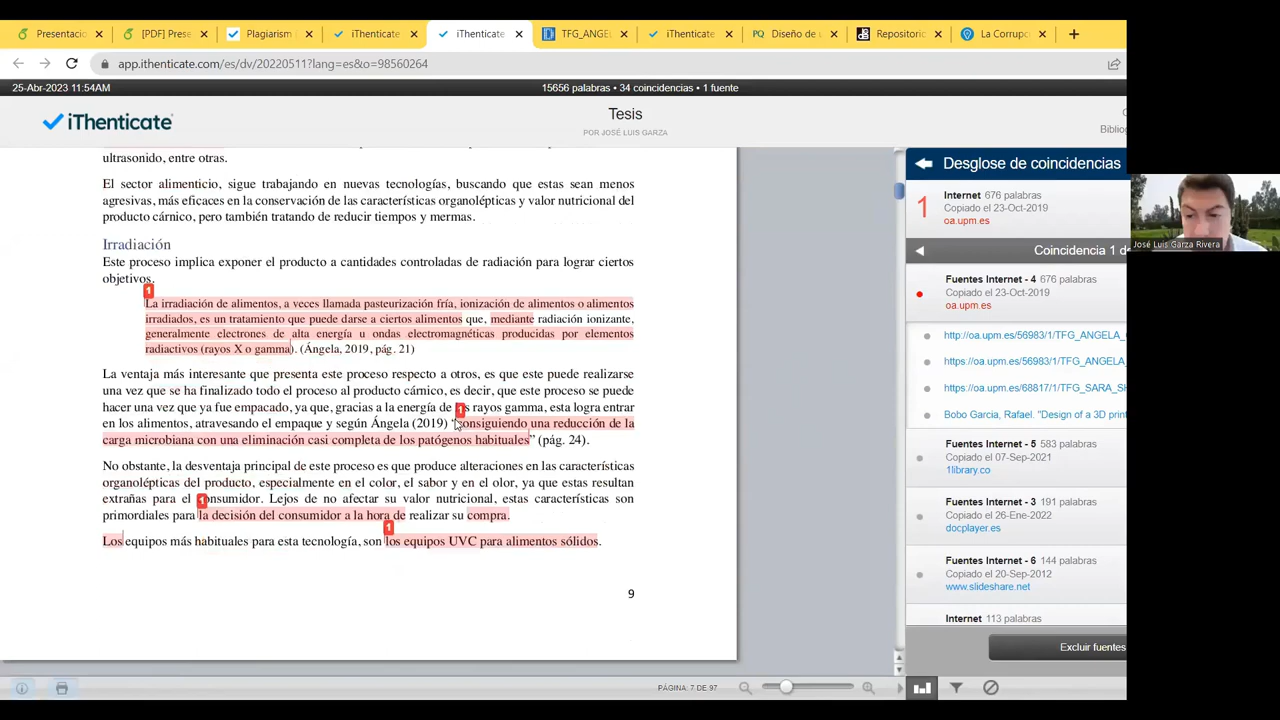 Presentacio
[PDF] Prese
Plagiarism
iThenticate
iThenticate
TFG_ANGEL
iThenticate
Diseño de
Repositorio
La Corrupc
app.ithenticate.com/es/dv/20220511?lang=es&o=98560264
25-Abr-2023 11:54AM
15656 palabras • 34 coincidencias • 1 fuente
iThenticate
Tesis
POR JOSÉ LUIS GARZA
Bibliog
ultrasonido, entre otras.
El sector alimenticio, sigue trabajando en nuevas tecnologías, buscando que estas sean menos
agresivas, más eficaces en la conservación de las características organolépticas y valor nutricional del
producto cárnico, pero también tratando de reducir tiempos y mermas.
Irradiación
Este proceso implica exponer el producto a cantidades controladas de radiación para lograr ciertos
objetivos.
1
La irradiación de alimentos, a veces llamada pasteurización fría, ionización de alimentos o alimentos
irradiados, es un tratamiento que puede darse a ciertos alimentos que, mediante radiación ionizante,
generalmente electrones de alta energía u ondas electromagnéticas producidas por elementos
radiactivos (rayos X o gamma). (Ángela, 2019, pág. 21)
La ventaja más interesante que presenta este proceso respecto a otros, es que este puede realizarse
una vez que se ha finalizado todo el proceso al producto cárnico, es decir, que este proceso se puede
hacer una vez que ya fue empacado, ya que, gracias a la energía de los rayos gamma, esta logra entrar
1
en los alimentos, atravesando el empaque y según Ángela (2019) “consiguiendo una reducción de la
carga microbiana con una eliminación casi completa de los patógenos habituales” (pág. 24).
No obstante, la desventaja principal de este proceso es que produce alteraciones en las características
organolépticas del producto, especialmente en el color, el sabor y en el olor, ya que estas resultan
extrañas para el consumidor. Lejos de no afectar su valor nutricional, estas características son
1
primordiales para la decisión del consumidor a la hora de realizar su compra.
1
Los equipos más habituales para esta tecnología, son los equipos UVC para alimentos sólidos.
9
Desglose de coincidencias
1
Internet 676 palabras
Copiado el 23-Oct-2019
oa.upm.es
Coincidencia 1 de
Fuentes Internet - 4 676 palabras
Copiado el 23-Oct-2019
oa.upm.es
http://oa.upm.es/56983/1/TFG_ANGELA_
https://oa.upm.es/56983/1/TFG_ANGELA
https://oa.upm.es/68817/1/TFG_SARA_SH
Bobo Garcia, Rafael. "Design of a 3D print
Fuentes Internet - 5 583 palabras
Copiado el 07-Sep-2021
1library.co
Fuentes Internet - 3 191 palabras
Copiado el 26-Ene-2022
docplayer.es
Fuentes Internet - 6 144 palabras
Copiado el 20-Sep-2012
www.slideshare.net
Internet 113 palabras
Excluir fuentes
PÁGINA: 7 DE 97
José Luis Garza Rivera